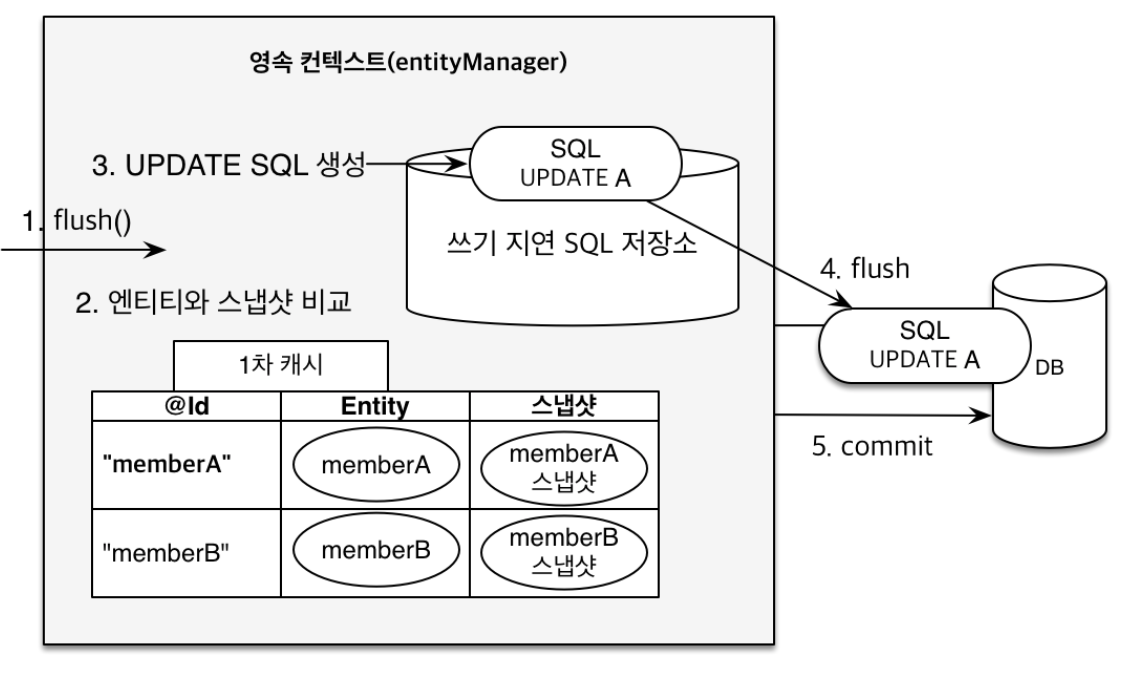 영속 컨텍스트(entityManager)
3. UPDATE SQL 생성
SQL
UPDATE A
1. flush()
쓰기 지연 SQL 저장소
4. flush
2. 엔티티와 스냅샷 비교
SQL
UPDATE A
DB
1차 캐시
@Id Entity 스냅샷
5. commit
"memberA" memberA memberA
스냅샷
"memberB" memberB memberB
스냅샷